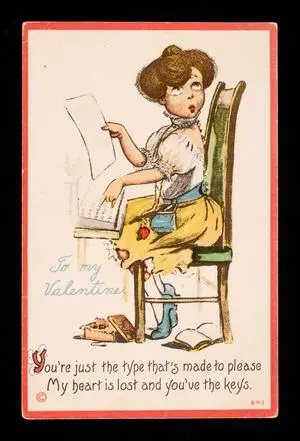 To my
Valentine
You're just the type that's made to please
My heart is lost and you've the keys.
©